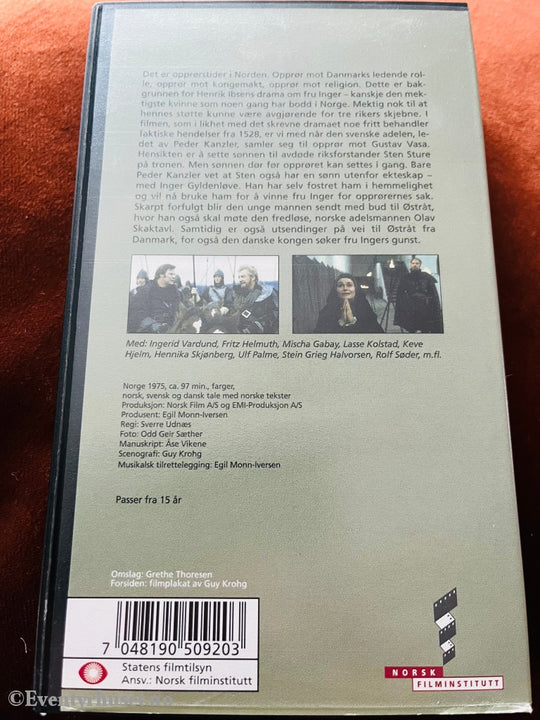 Det er opprørstider i Norden. Opprør mot Danmarks ledende rol-
le, opprør mot kongemakt, opprør mot religion. Dette er bak-
grunnen for Henrik Ibsens drama om fru Inger – kanskje den mek-
tigste kvinne som noen gang har bodd i Norge. Mektig nok til at
hennes støtte kunne være avgjørende for tre rikers skjebne. I
filmen, som i likhet med det skrevne dramaet noe fritt behandler
faktiske hendelser fra 1528, er vi med når den svenske adelen, le-
det av Peder Kanzler, samler seg til opprør mot Gustav Vasa.
Hensikten er å sette sønnen til avdøde riksforstander Sten Sture
på tronen. Men sønnen dør før opprøret kan settes i gang. Bare
Peder Kanzler vet at Sten også har en sønn utenfor ekteskap –
med Inger Gyldenløve. Han har selv fostret ham i hemmelighet
og vil nå bruke ham for å vinne fru Inger for opprørernes sak.
Skarpt forfulgt blir den unge mannen sendt med bud til Østråt,
hvor han også skal møte den fredløse, norske adelsmannen Olav
Skaktavl. Samtidig er også utsendinger på vei til Østråt fra
Danmark, for også den danske kongen søker fru Ingers gunst.
Med: Ingerid Vardund, Fritz Helmuth, Mischa Gabay, Lasse Kolstad, Keve
Hjelm, Hennika Skjønberg, Ulf Palme, Stein Grieg Halvorsen, Rolf Søder, m.fl.
Norge 1975, ca. 97 min., farger,
norsk, svensk og dansk tale med norske tekster
Produksjon: Norsk Film A/S og EMI-Produksjon A/S
Produsent: Egil Monn-Iversen
Regi: Sverre Udnæs
Foto: Odd Geir Sæther
Manuskript: Åse Vikene
Scenografi: Guy Krohg
Musikalsk tilrettelegging: Egil Monn-Iversen
Passer fra 15 år
Omslag: Grethe Thoresen
Forsiden: filmplakat av Guy Krohg
7 048190 509203
Statens filmtilsyn
Ansv.: Norsk filminstitutt
NORSK
FILMINSTITUTT